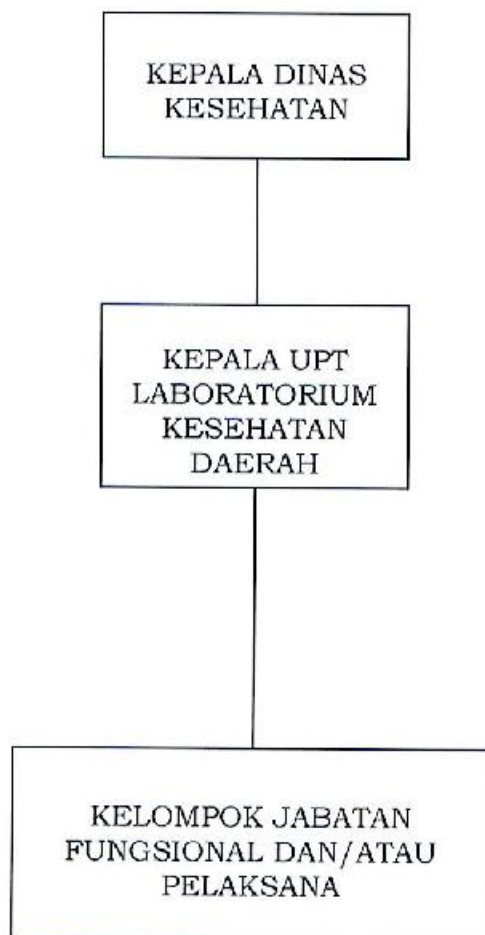 KEPALA DINAS
KESEHATAN
KEPALA UPT
LABORATORIUM
KESEHATAN
DAERAH
KELOMPOK JABATAN
FUNGSIONAL DAN/ATAU
PELAKSANA